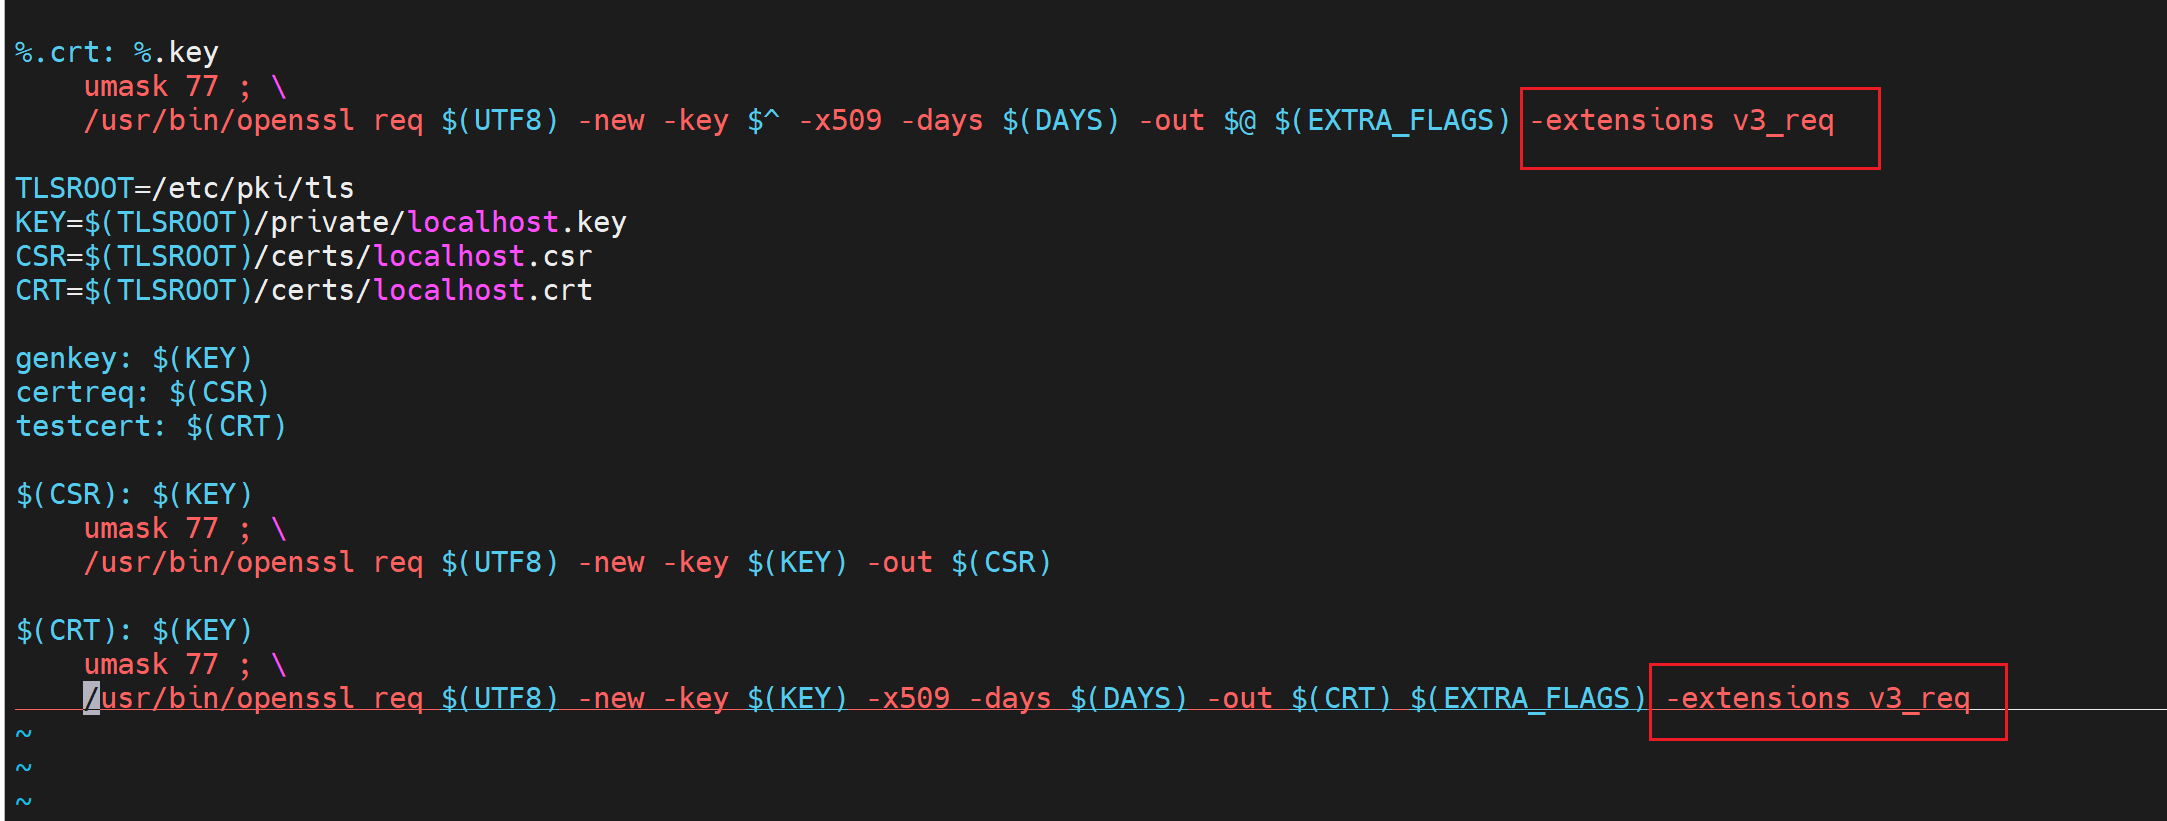 %.crt: %.key
umask 77 ; \
/usr/bin/openssl req $(UTF8) -new -key $^ -x509 -days $(DAYS) -out $@ $(EXTRA_FLAGS) -extensions v3_req
TLSROOT=/etc/pki/tls
KEY=$(TLSROOT)/private/localhost.key
CSR=$(TLSROOT)/certs/localhost.csr
CRT=$(TLSROOT)/certs/localhost.crt
genkey: $(KEY)
certreq: $(CSR)
testcert: $(CRT)
$(CSR): $(KEY)
umask 77 ; \
/usr/bin/openssl req $(UTF8) -new -key $(KEY) -out $(CSR)
$(CRT): $(KEY)
umask 77 ; \
/usr/bin/openssl req $(UTF8) -new -key $(KEY) -x509 -days $(DAYS) -out $(CRT) $(EXTRA_FLAGS) -extensions v3_req
~
~
~